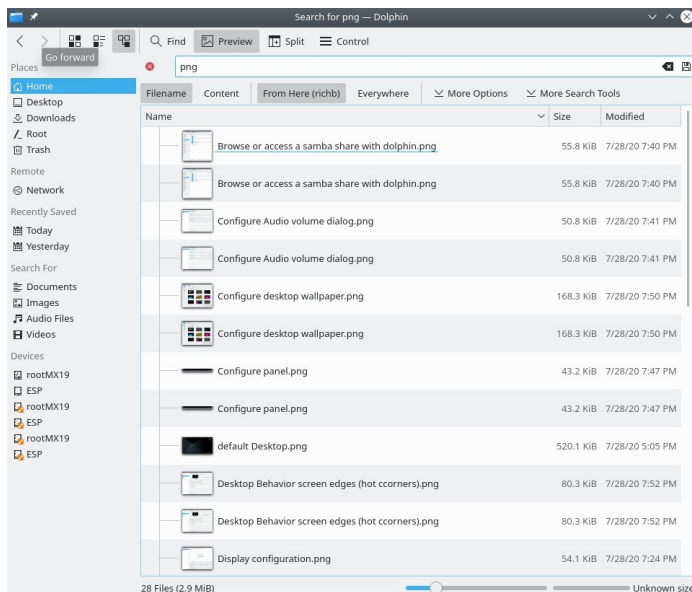 Search for png — Dolphin
Find Preview Split Control
Go forward
Places
png
Home
Desktop
Downloads
Root
Trash
Remote
Network
Recently Saved
Today
Yesterday
Search For
Documents
Images
Audio Files
Videos
Devices
rootMX19
ESP
rootMX19
ESP
rootMX19
ESP
Filename Content From Here (richb) Everywhere More Options More Search Tools
Name Size Modified
Browse or access a samba share with dolphin.png 55.8 KiB 7/28/20 7:40 PM
Browse or access a samba share with dolphin.png 55.8 KiB 7/28/20 7:40 PM
Configure Audio volume dialog.png 50.8 KiB 7/28/20 7:41 PM
Configure Audio volume dialog.png 50.8 KiB 7/28/20 7:41 PM
Configure desktop wallpaper.png 168.3 KiB 7/28/20 7:50 PM
Configure desktop wallpaper.png 168.3 KiB 7/28/20 7:50 PM
Configure panel.png 43.2 KiB 7/28/20 7:47 PM
Configure panel.png 43.2 KiB 7/28/20 7:47 PM
default Desktop.png 520.1 KiB 7/28/20 5:05 PM
Desktop Behavior screen edges (hot ccorners).png 80.3 KiB 7/28/20 7:52 PM
Desktop Behavior screen edges (hot ccorners).png 80.3 KiB 7/28/20 7:52 PM
Display configuration.png 54.1 KiB 7/28/20 7:24 PM
28 Files (2.9 MiB) Unknown size